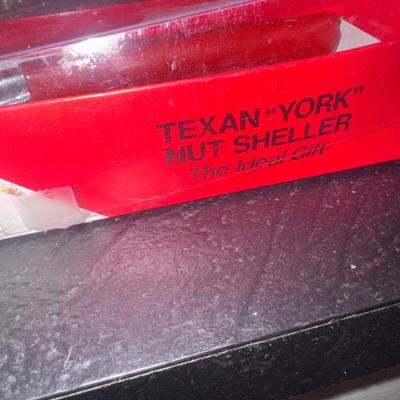 TEXAN "YORK"
NUT SHELLER
The Ideal Gift